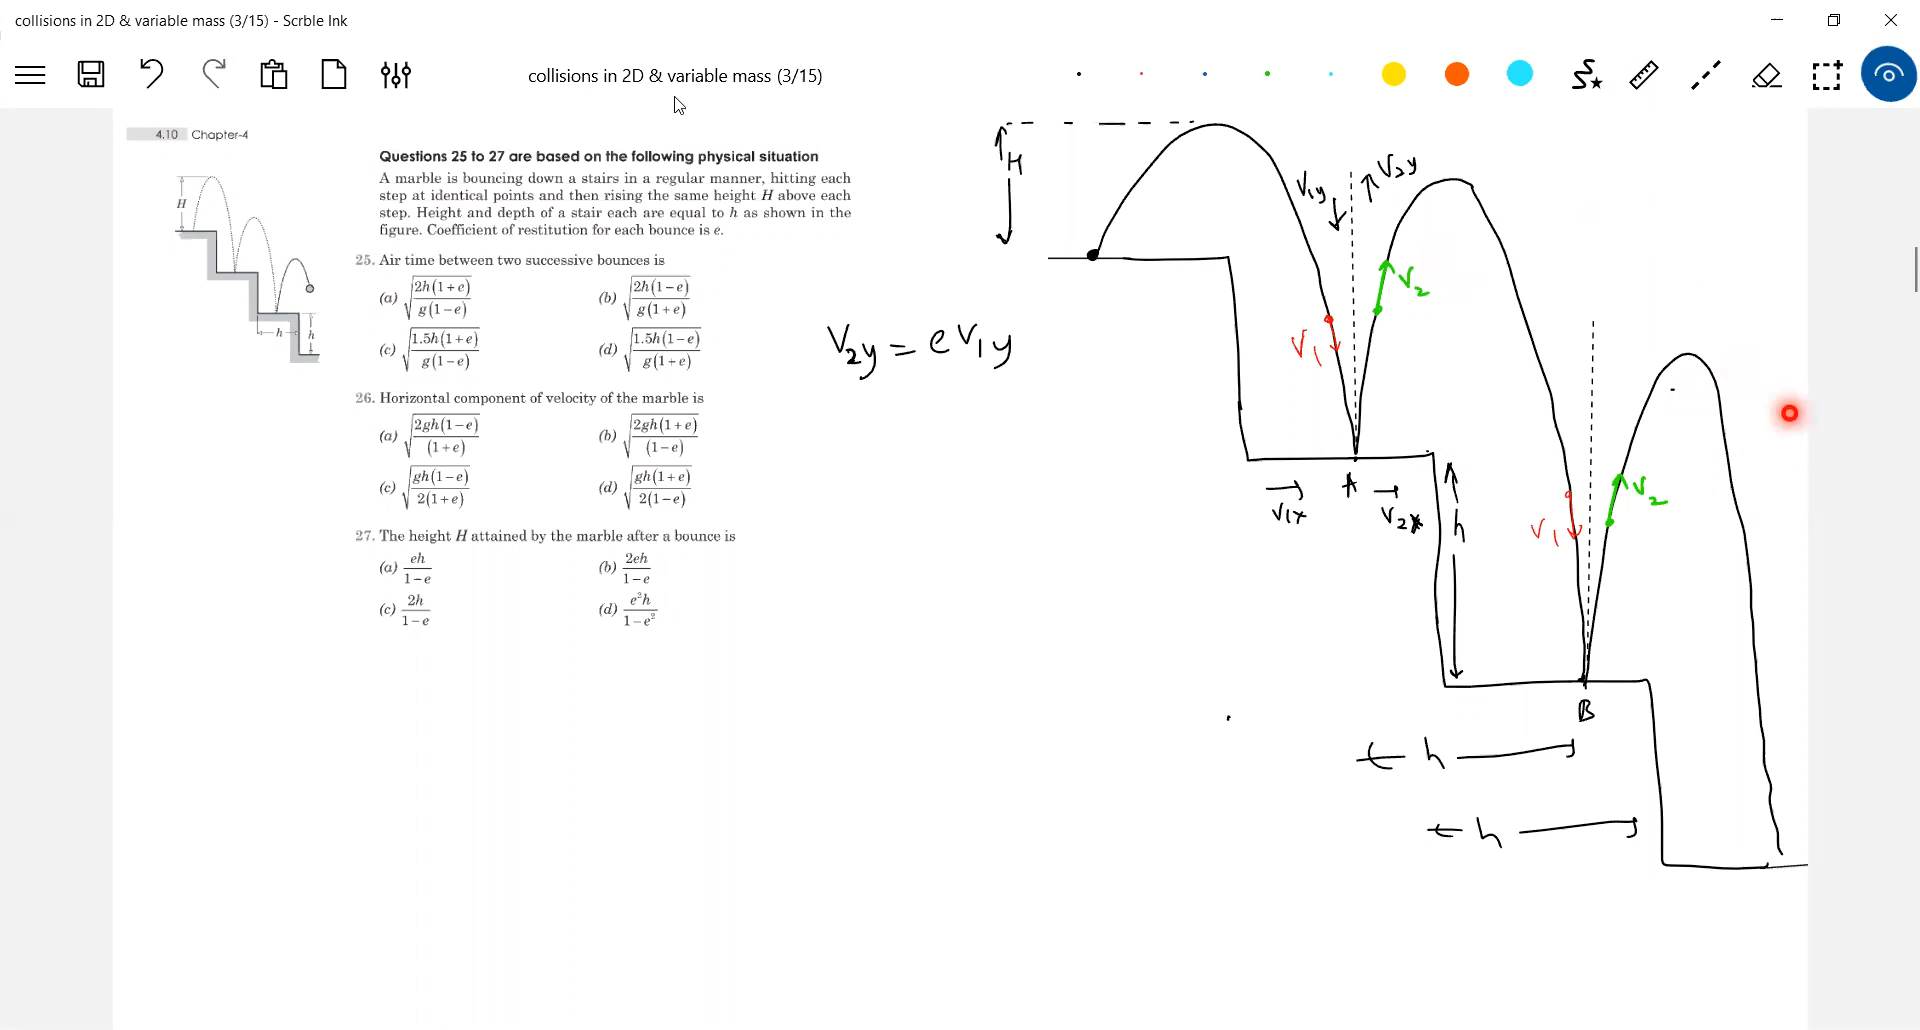 collisions in 2D & variable mass (3/15) - Scrble Ink
collisions in 2D & variable mass (3/15)
4.10 Chapter-4
Questions 25 to 27 are based on the following physical situation
A marble is bouncing down a stairs in a regular manner, hitting each
step at identical points and then rising the same height H above each
step. Height and depth of a stair each are equal to h as shown in the
figure. Coefficient of restitution for each bounce is e.
H
h
h
25. Air time between two successive bounces is
(a) √(2h(1+e)/g(1−e)) (b) √(2h(1−e)/g(1+e))
(c) √(1.5h(1+e)/g(1−e)) (d) √(1.5h(1−e)/g(1+e))
26. Horizontal component of velocity of the marble is
(a) √(2gh(1−e)/(1+e)) (b) √(2gh(1+e)/(1−e))
(c) √(gh(1−e)/2(1+e)) (d) √(gh(1+e)/2(1−e))
27. The height H attained by the marble after a bounce is
(a) eh/1−e (b) 2eh/1−e
(c) 2h/1−e (d) e²h/1−e²
V2y = eV1y
H
V1y
V2y
V2
V1
A
V1x
V2x
h
V1
V2
B
h
h